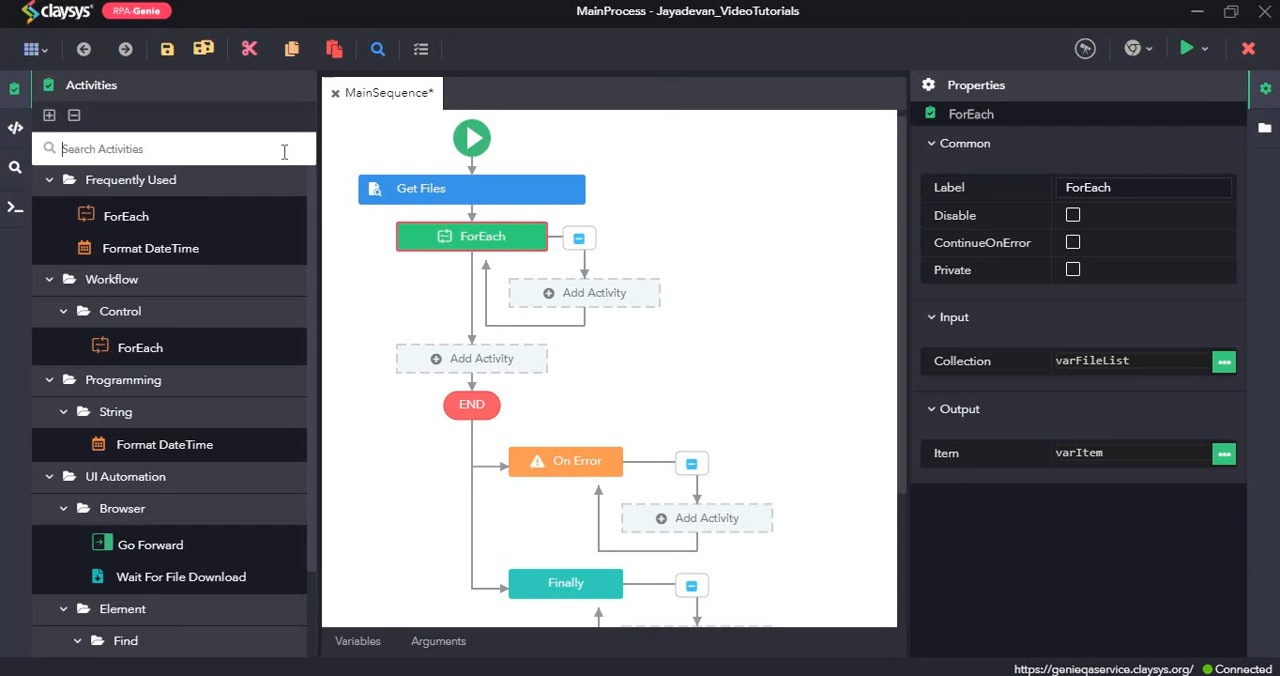 claysys RPA-Genie MainProcess - Jayadevan_VideoTutorials
Activities
Search Activities
Frequently Used
ForEach
Format DateTime
Workflow
Control
ForEach
Programming
String
Format DateTime
UI Automation
Browser
Go Forward
Wait For File Download
Element
Find
MainSequence*
Get Files
ForEach
Add Activity
Add Activity
END
On Error
Add Activity
Finally
Variables Arguments
Properties
ForEach
Common
Label ForEach
Disable
ContinueOnError
Private
Input
Collection varFileList
Output
Item varItem
https://genieqaservice.claysys.org/ Connected